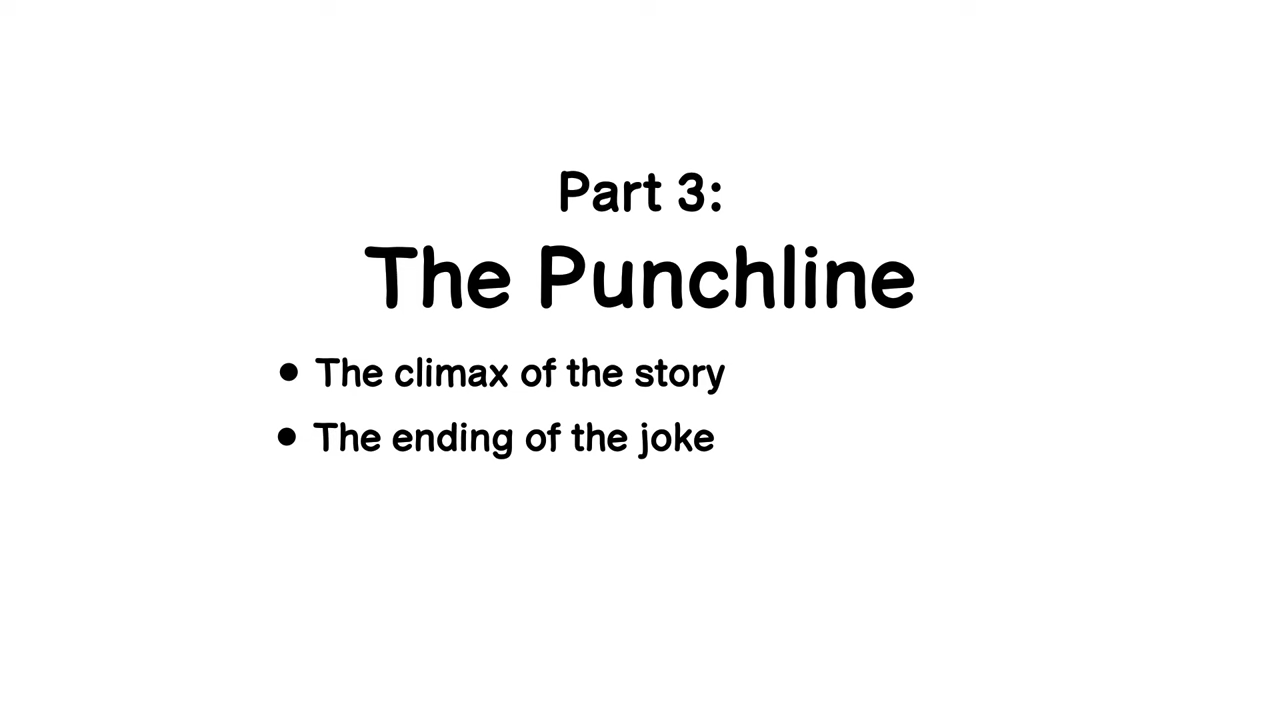 Part 3:
The Punchline
• The climax of the story
• The ending of the joke